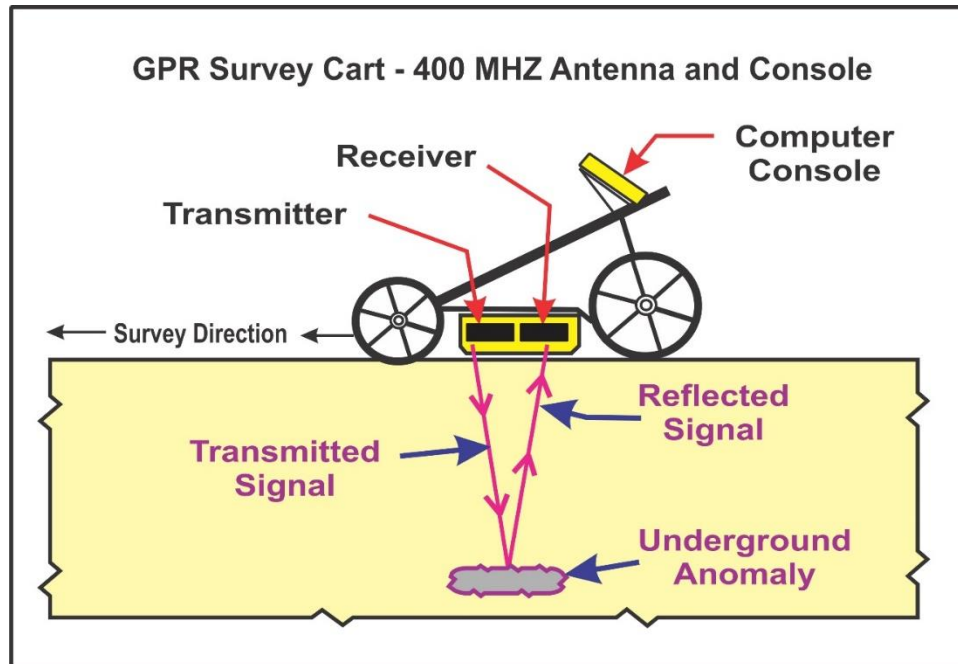 GPR Survey Cart - 400 MHZ Antenna and Console
Computer
Console
Receiver
Transmitter
Survey Direction
Reflected
Signal
Transmitted
Signal
Underground
Anomaly